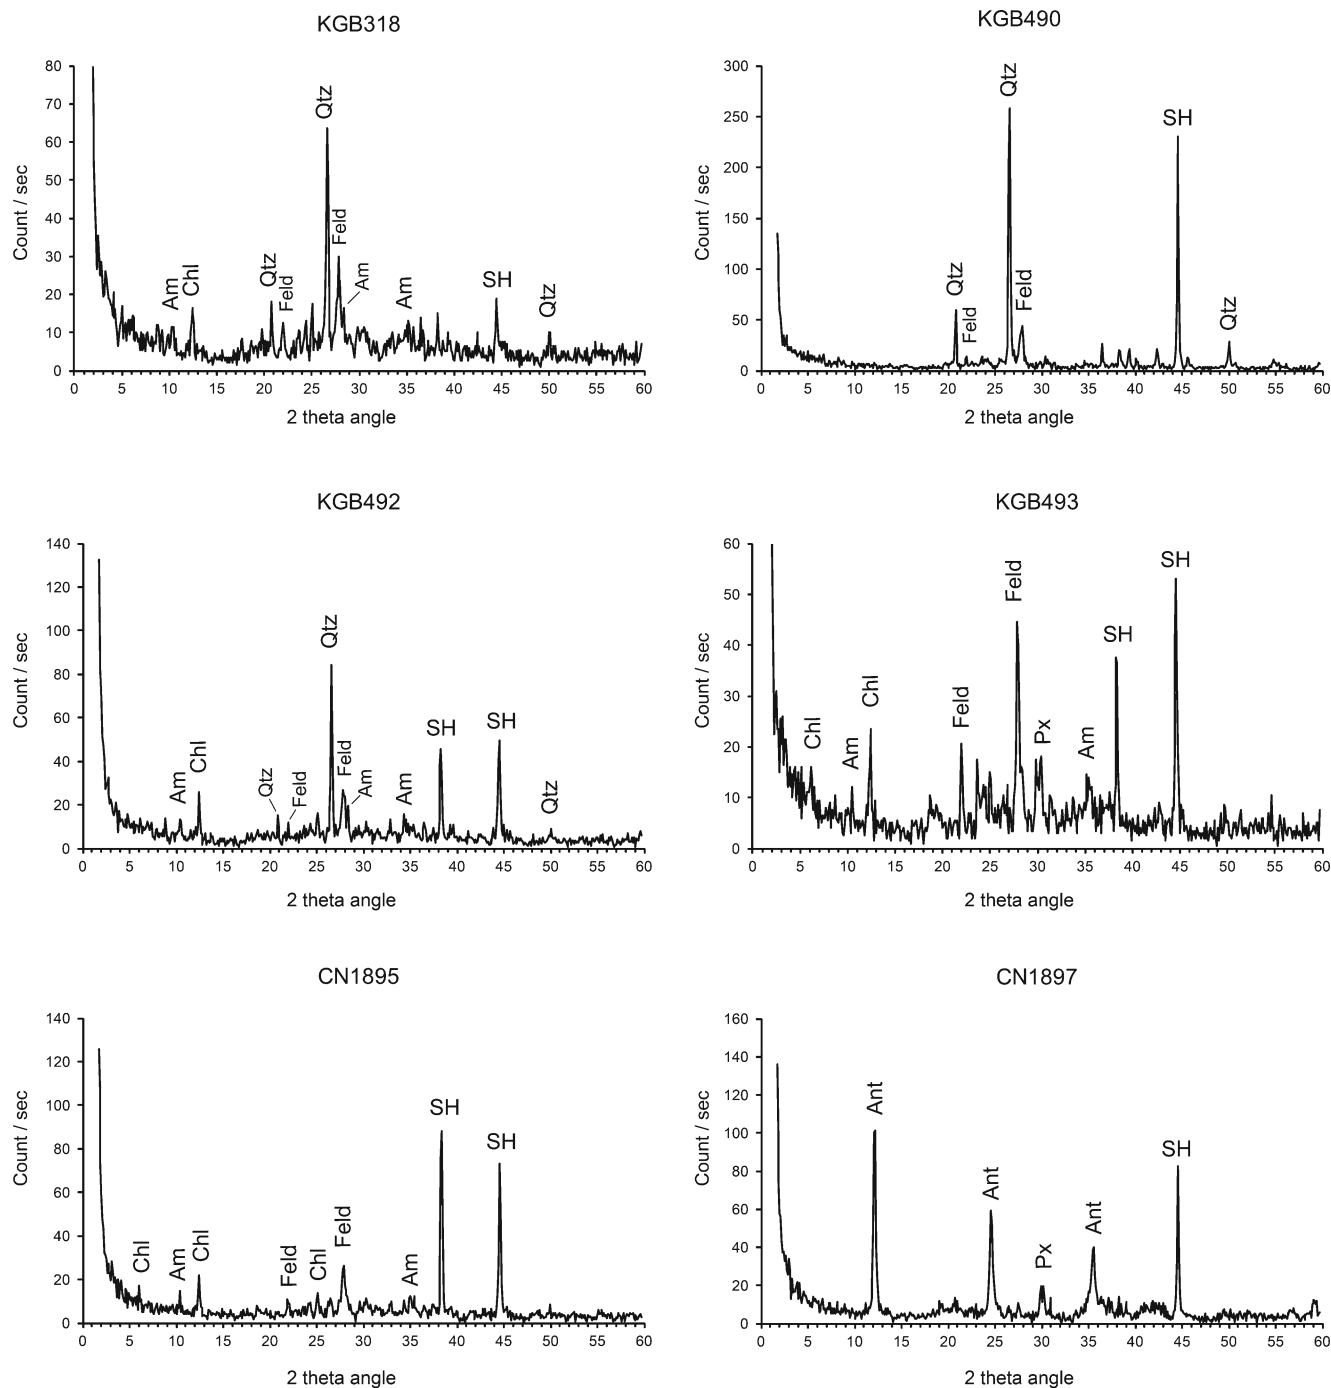 KGB318
80
70
60
50
40
30
20
10
0
Count / sec
Am
Chl
Qtz
Feld
Qtz
Feld
Am
Am
SH
Qtz
0 5 10 15 20 25 30 35 40 45 50 55 60
2 theta angle
KGB490
300
250
200
150
100
50
0
Count / sec
Qtz
Feld
Qtz
Feld
SH
Qtz
0 5 10 15 20 25 30 35 40 45 50 55 60
2 theta angle
KGB492
140
120
100
80
60
40
20
0
Count / sec
Am
Chl
Qtz
Feld
Qtz
Feld
Am
Am
SH
SH
Qtz
0 5 10 15 20 25 30 35 40 45 50 55 60
2 theta angle
KGB493
60
50
40
30
20
10
0
Count / sec
Chl
Am
Chl
Feld
Feld
Px
Am
SH
SH
0 5 10 15 20 25 30 35 40 45 50 55 60
2 theta angle
CN1895
140
120
100
80
60
40
20
0
Count / sec
Chl
Am
Chl
Feld
Chl
Feld
Am
SH
SH
0 5 10 15 20 25 30 35 40 45 50 55 60
2 theta angle
CN1897
160
140
120
100
80
60
40
20
0
Count / sec
Ant
Ant
Px
Ant
SH
0 5 10 15 20 25 30 35 40 45 50 55 60
2 theta angle